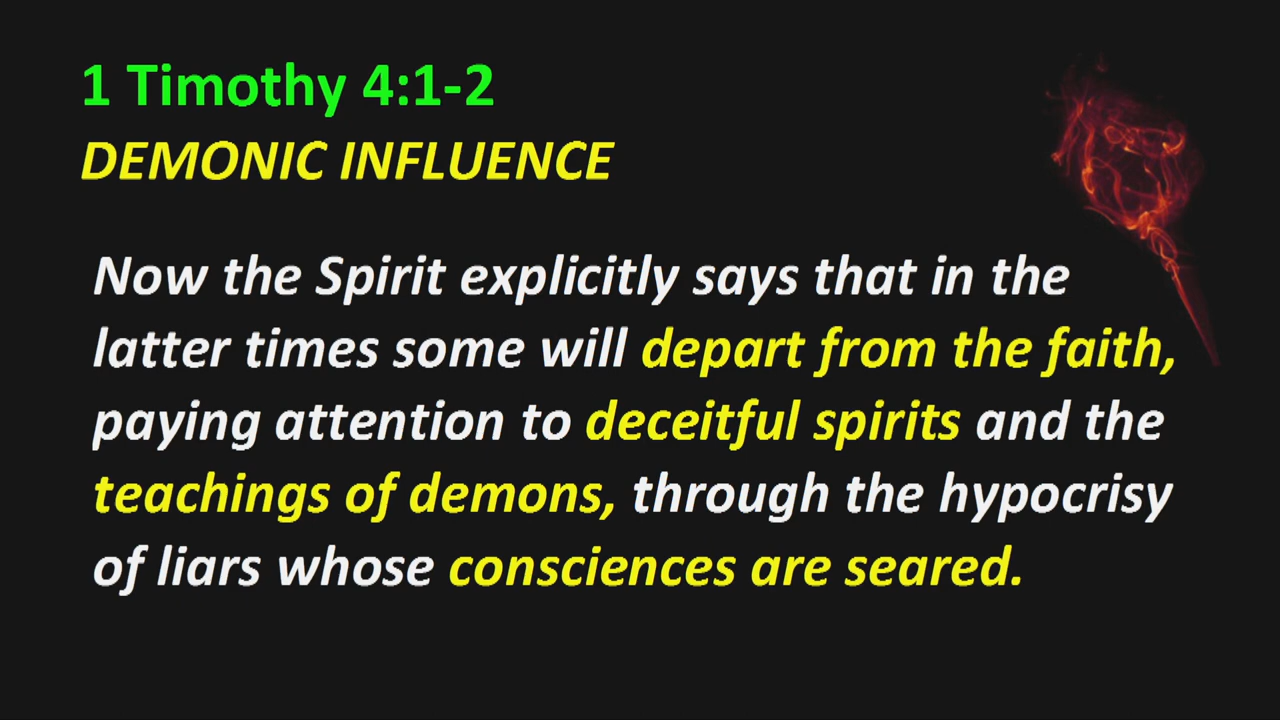 1 Timothy 4:1-2
DEMONIC INFLUENCE
Now the Spirit explicitly says that in the
latter times some will depart from the faith,
paying attention to deceitful spirits and the
teachings of demons, through the hypocrisy
of liars whose consciences are seared.